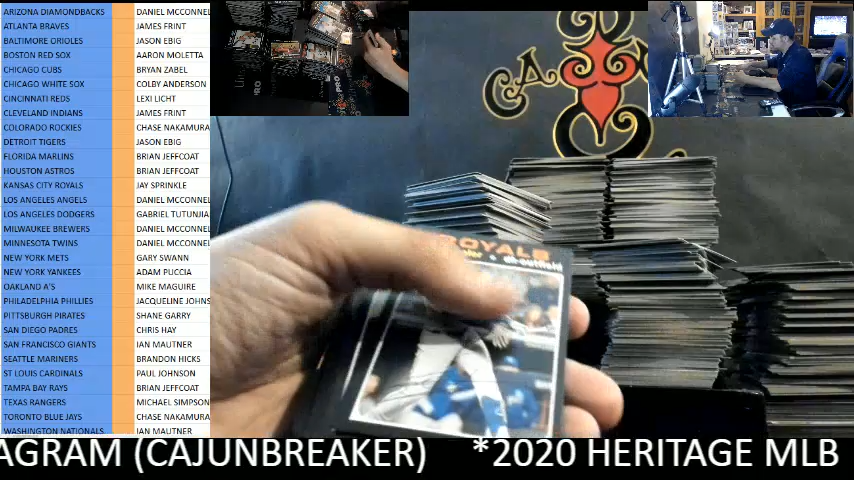 ARIZONA DIAMONDBACKS DANIEL MCCONNEL
ATLANTA BRAVES JAMES FRINT
BALTIMORE ORIOLES JASON EBIG
BOSTON RED SOX AARON MOLETTA
CHICAGO CUBS BRYAN ZABEL
CHICAGO WHITE SOX COLBY ANDERSON
CINCINNATI REDS LEXI LICHT
CLEVELAND INDIANS JAMES FRINT
COLORADO ROCKIES CHASE NAKAMURA
DETROIT TIGERS JASON EBIG
FLORIDA MARLINS BRIAN JEFFCOAT
HOUSTON ASTROS BRIAN JEFFCOAT
KANSAS CITY ROYALS JAY SPRINKLE
LOS ANGELES ANGELS DANIEL MCCONNEL
LOS ANGELES DODGERS GABRIEL TUTUNJIA
MILWAUKEE BREWERS DANIEL MCCONNEL
MINNESOTA TWINS DANIEL MCCONNEL
NEW YORK METS GARY SWANN
NEW YORK YANKEES ADAM PUCCIA
OAKLAND A'S MIKE MAGUIRE
PHILADELPHIA PHILLIES JACQUELINE JOHNS
PITTSBURGH PIRATES SHANE GARRY
SAN DIEGO PADRES CHRIS HAY
SAN FRANCISCO GIANTS IAN MAUTNER
SEATTLE MARINERS BRANDON HICKS
ST LOUIS CARDINALS PAUL JOHNSON
TAMPA BAY RAYS BRIAN JEFFCOAT
TEXAS RANGERS MICHAEL SIMPSON
TORONTO BLUE JAYS CHASE NAKAMURA
WASHINGTON NATIONALS IAN MAUTNER
CA
ROYALS
AGRAM (CAJUNBREAKER) *2020 HERITAGE MLB